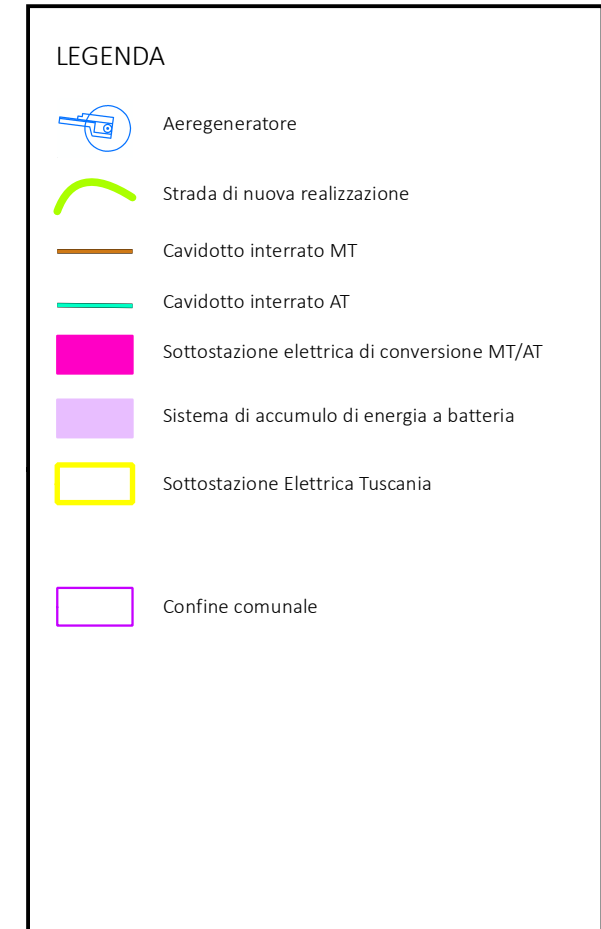 LEGENDA
Aeregeneratore
Strada di nuova realizzazione
Cavidotto interrato MT
Cavidotto interrato AT
Sottostazione elettrica di conversione MT/AT
Sistema di accumulo di energia a batteria
Sottostazione Elettrica Tuscania
Confine comunale